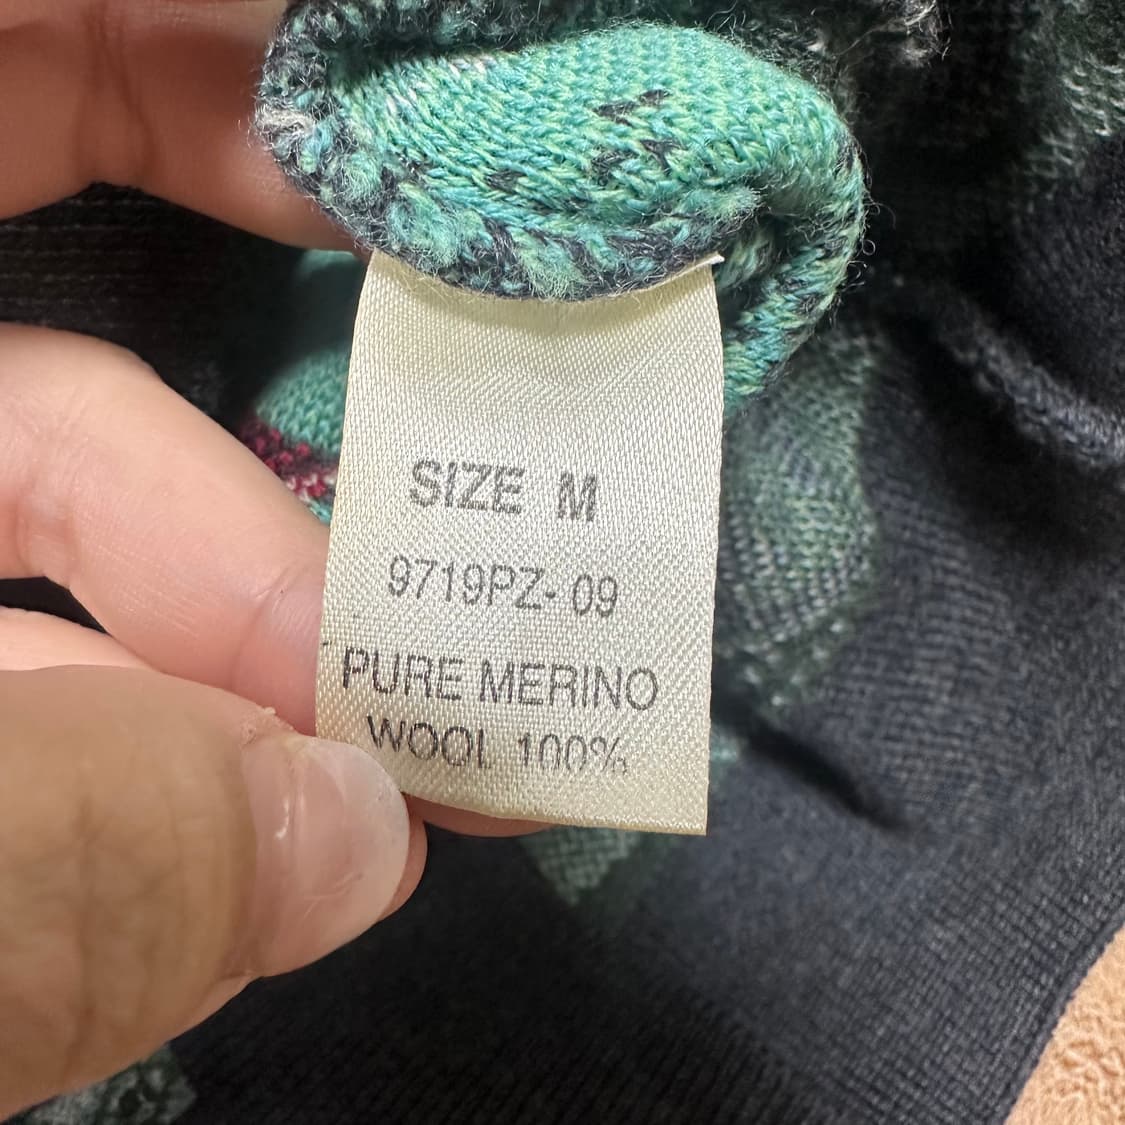 SIZE M
9719PZ-09
PURE MERINO
WOOL 100%